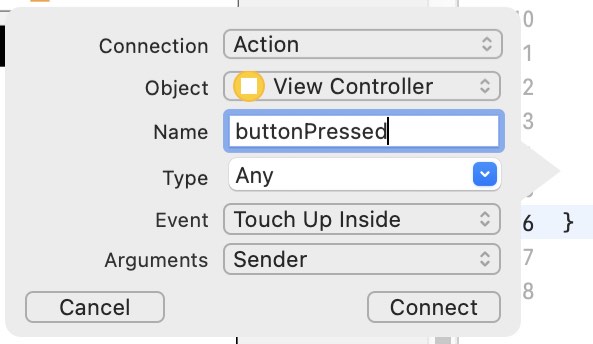 Connection Action
Object View Controller
Name buttonPressed
Type Any
Event Touch Up Inside
Arguments Sender
Cancel Connect
0
1
2
3
6 }
7
8